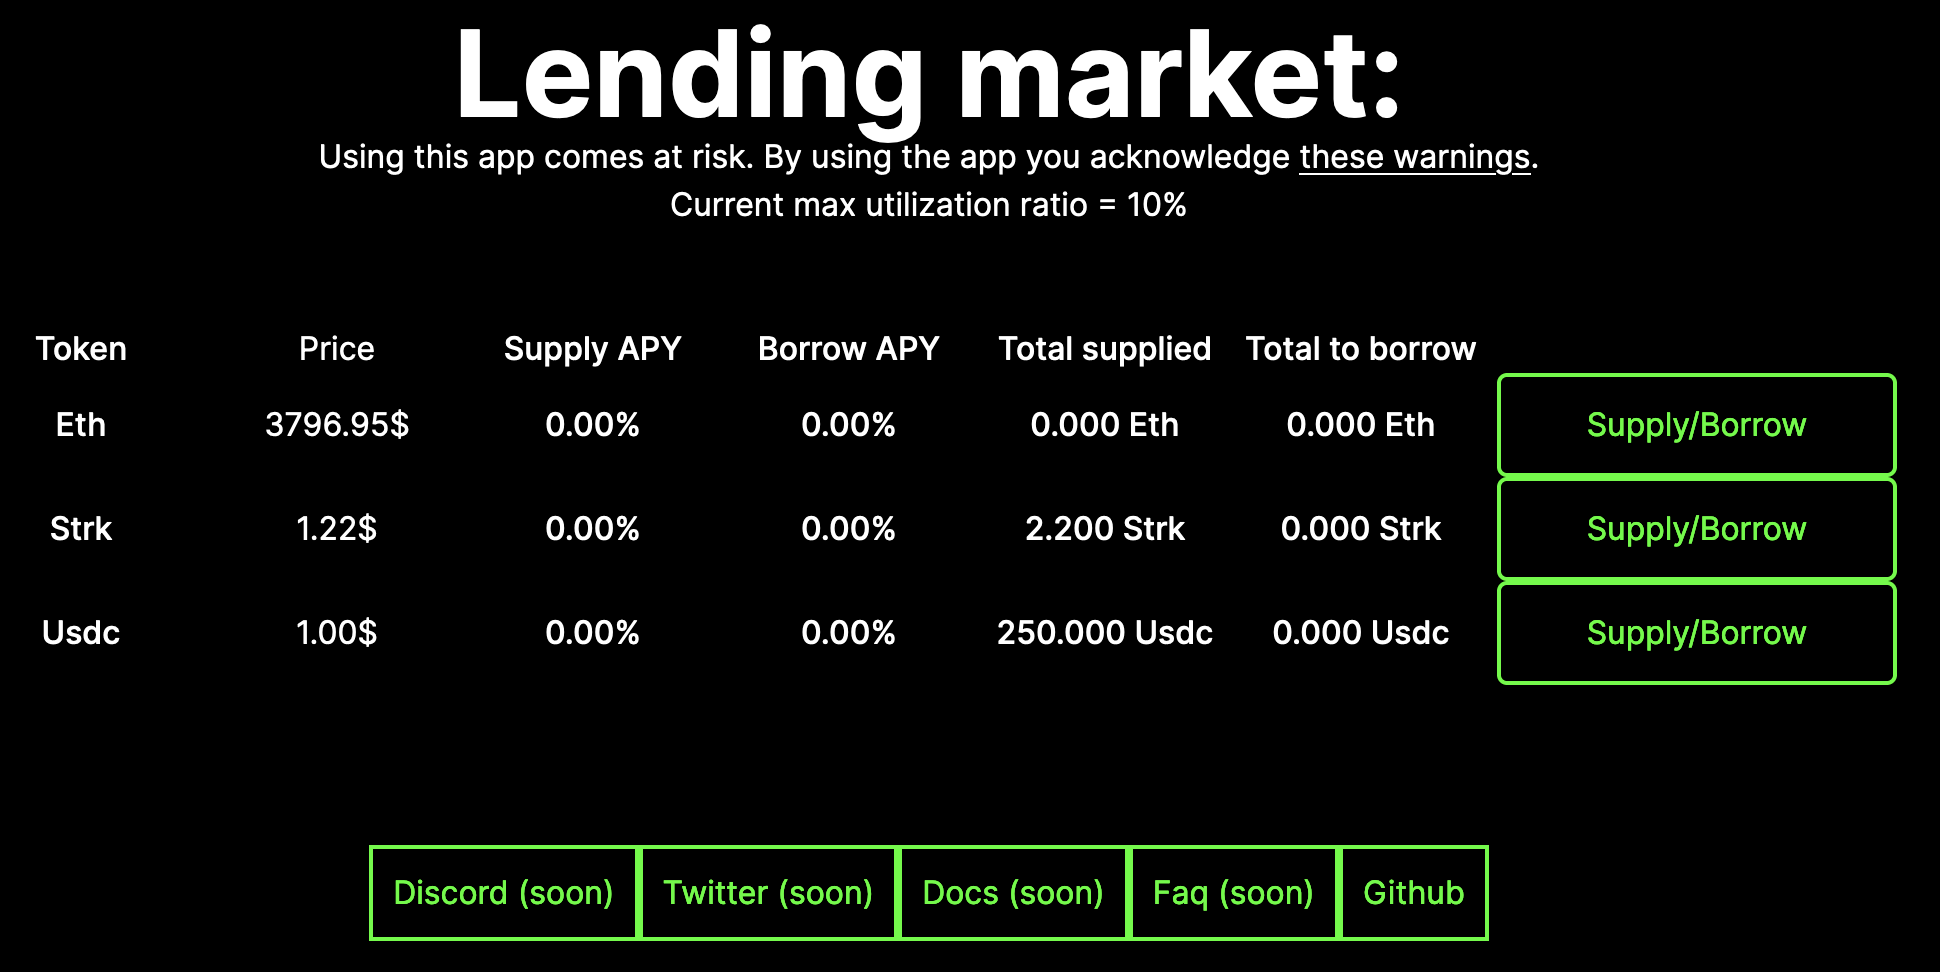 Lending market:
Using this app comes at risk. By using the app you acknowledge these warnings.
Current max utilization ratio = 10%
Token Price Supply APY Borrow APY Total supplied Total to borrow
Eth 3796.95$ 0.00% 0.00% 0.000 Eth 0.000 Eth Supply/Borrow
Strk 1.22$ 0.00% 0.00% 2.200 Strk 0.000 Strk Supply/Borrow
Usdc 1.00$ 0.00% 0.00% 250.000 Usdc 0.000 Usdc Supply/Borrow
Discord (soon) Twitter (soon) Docs (soon) Faq (soon) Github